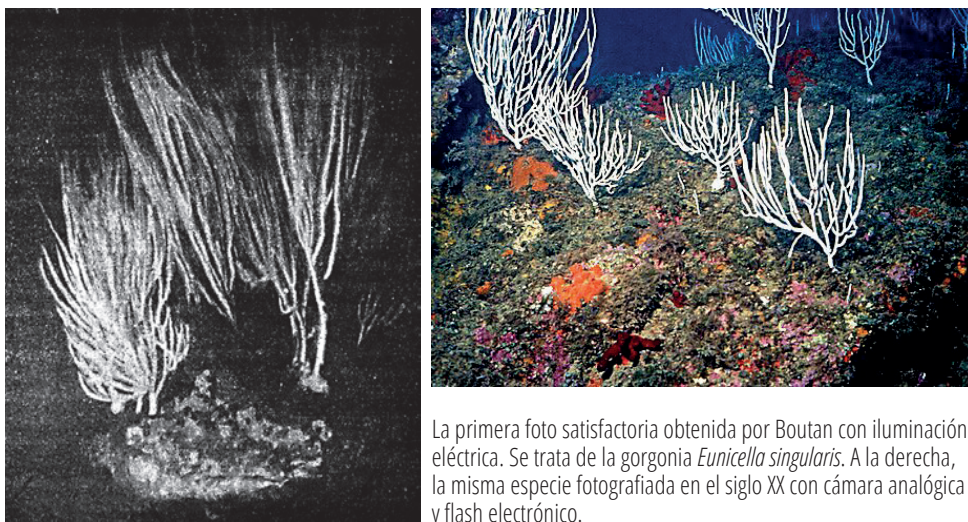 La primera foto satisfactoria obtenida por Boutan con iluminación
eléctrica. Se trata de la gorgonia Eunicella singularis. A la derecha,
la misma especie fotografiada en el siglo XX con cámara analógica
y flash electrónico.